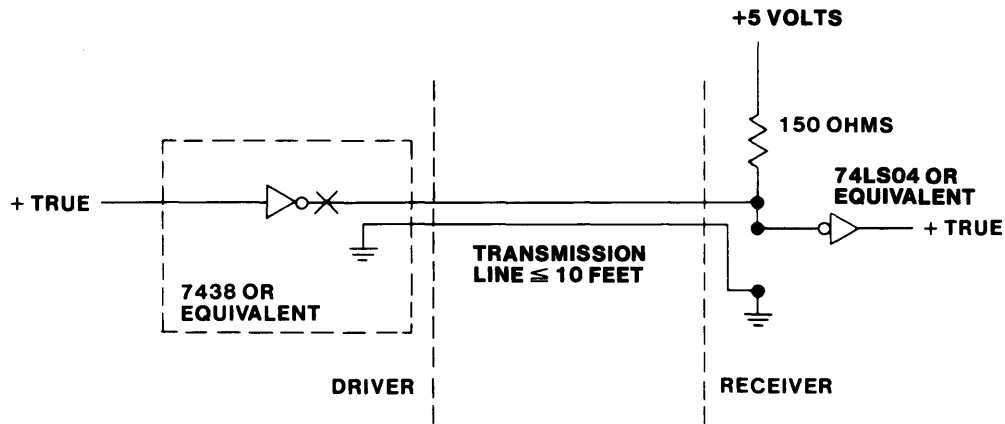 +5 VOLTS
150 OHMS
74LS04 OR
EQUIVALENT
+ TRUE
+ TRUE
TRANSMISSION
LINE ≦ 10 FEET
7438 OR
EQUIVALENT
DRIVER
RECEIVER